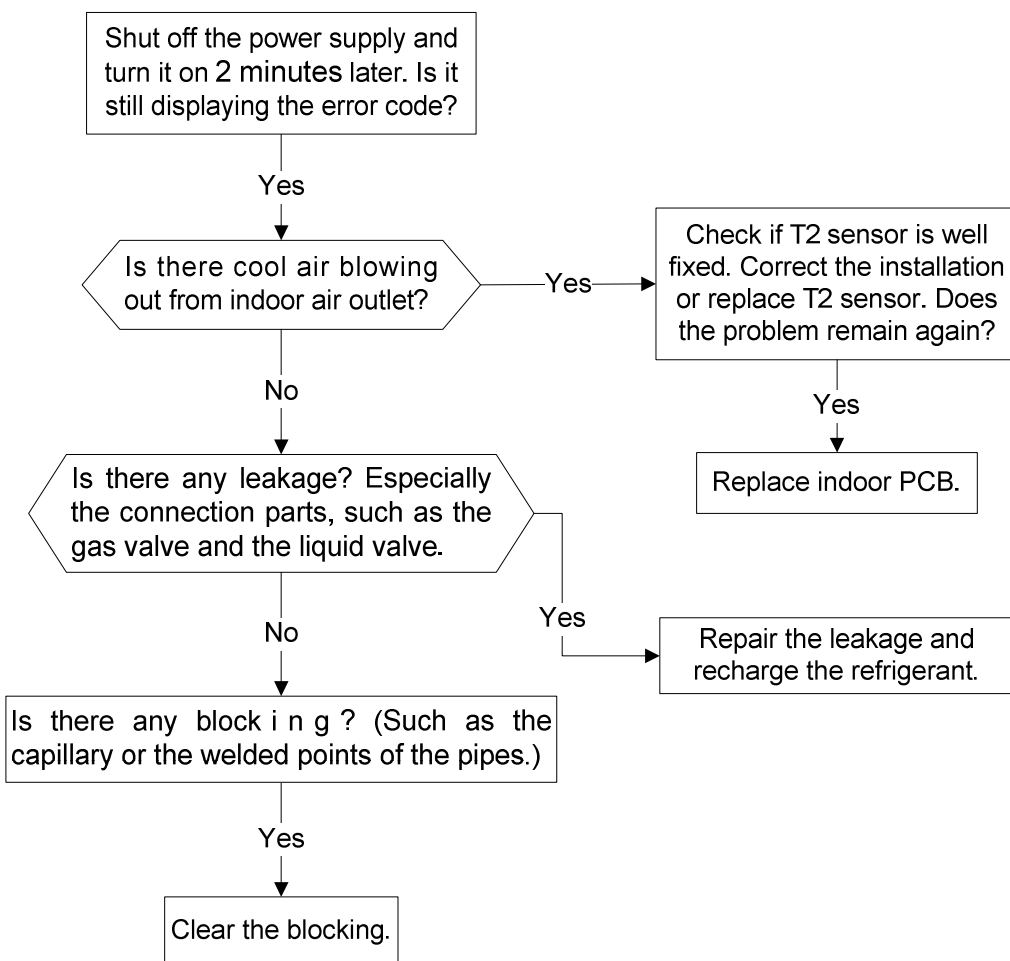 Shut off the power supply and
turn it on 2 minutes later. Is it
still displaying the error code?
Yes
Is there cool air blowing
out from indoor air outlet?
Yes
Check if T2 sensor is well
fixed. Correct the installation
or replace T2 sensor. Does
the problem remain again?
Yes
Replace indoor PCB.
No
Is there any leakage? Especially
the connection parts, such as the
gas valve and the liquid valve.
Yes
Repair the leakage and
recharge the refrigerant.
No
Is there any blocking? (Such as the
capillary or the welded points of the pipes.)
Yes
Clear the blocking.